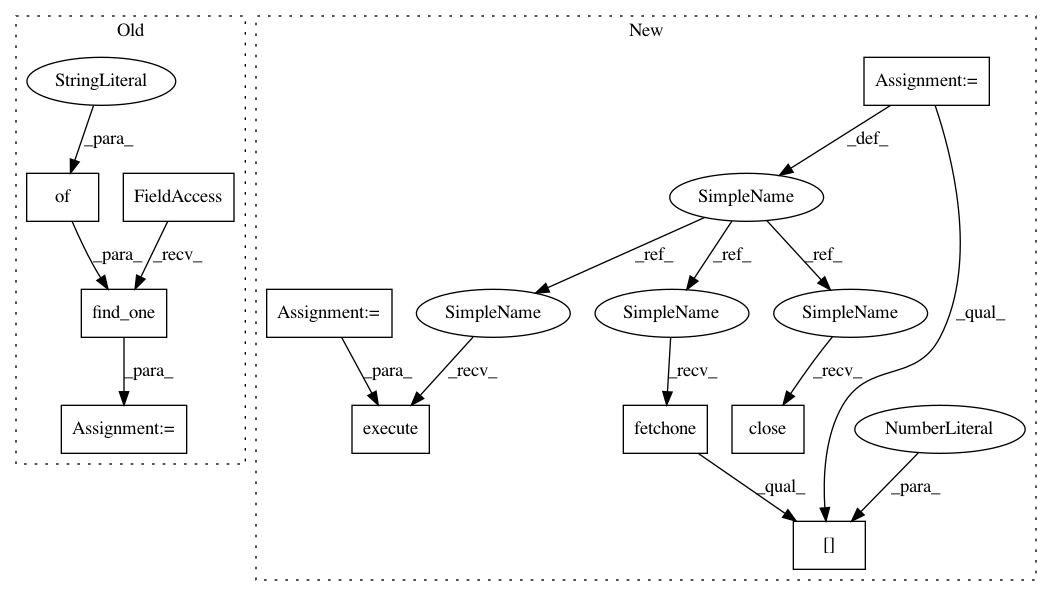 Old
New
StringLiteral
Assignment:=
_para_
_def_
of
FieldAccess
SimpleName
_para_
_recv_
_ref_
_ref_
_ref_
_qual_
find_one
Assignment:=
SimpleName
SimpleName
SimpleName
_para_
_para_
_recv_
_recv_
_recv_
Assignment:=
execute
fetchone
close
NumberLiteral
_qual_
_para_
[]